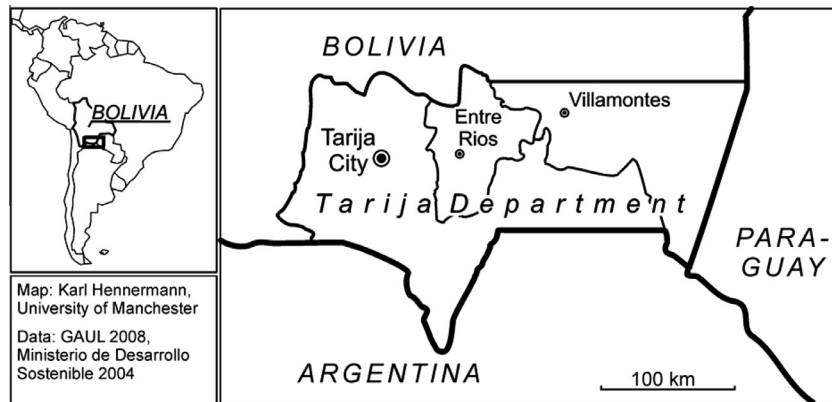 BOLIVIA
Map: Karl Hennermann,
University of Manchester
Data: GAUL 2008,
Ministerio de Desarrollo
Sostenible 2004
BOLIVIA
Villamontes
Entre
Rios
Tarija
City
Tarija Department
PARA-
GUAY
ARGENTINA
100 km